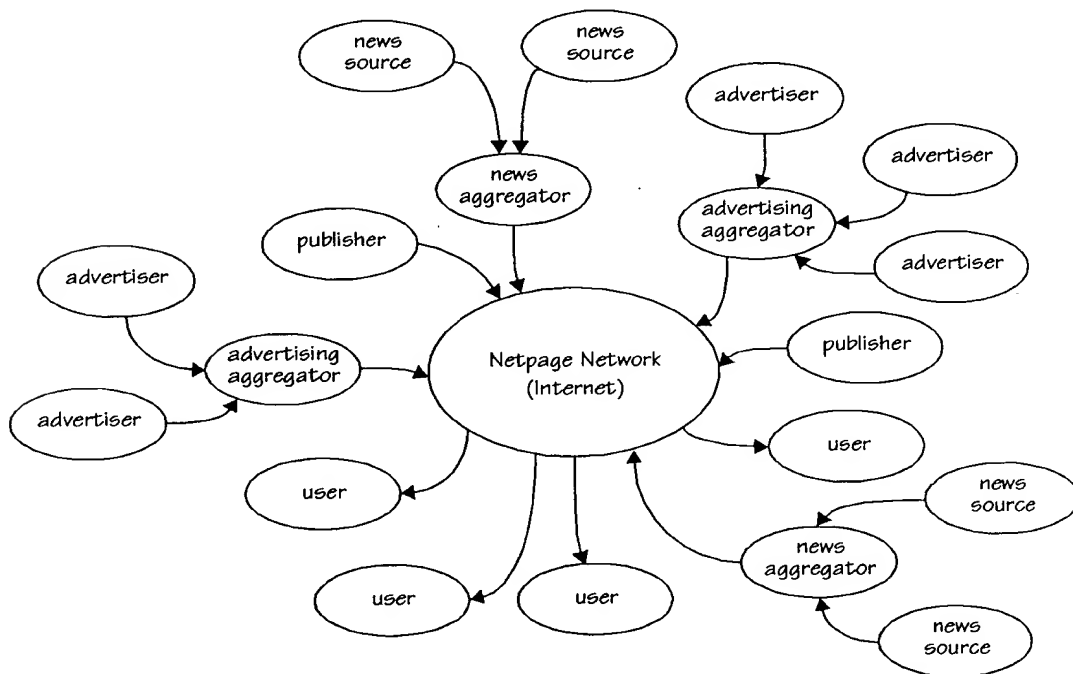 news
source
news
source
advertiser
advertiser
news
aggregator
advertising
aggregator
publisher
advertiser
advertiser
Netpage Network
(Internet)
publisher
advertising
aggregator
advertiser
user
user
news
source
news
aggregator
user
user
news
source